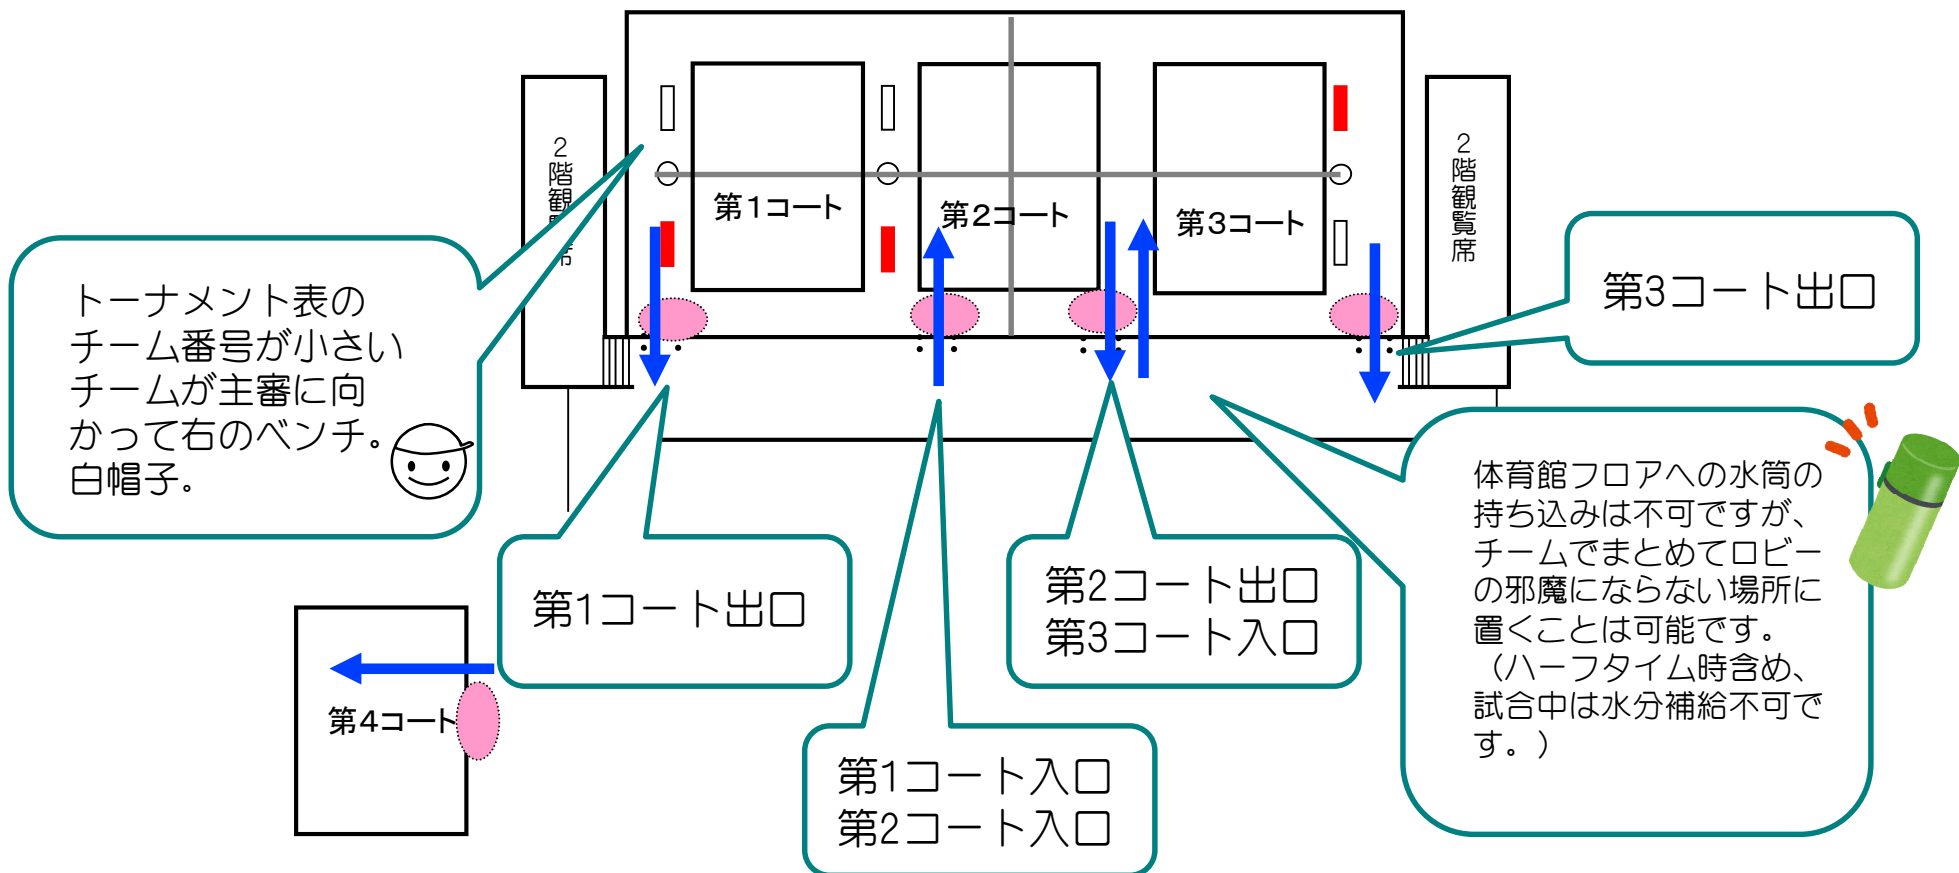 2階観覧席
第1コート
第2コート
第3コート
2階観覧席
トーナメント表の
チーム番号が小さい
チームが主審に向
かって右のベンチ。
白帽子。
第3コート出口
体育館フロアへの水筒の
持ち込みは不可ですが、
チームでまとめてロビー
の邪魔にならない場所に
置くことは可能です。
（ハーフタイム時含め、
試合中は水分補給不可で
す。）
第1コート出口
第2コート出口
第3コート入口
第4コート
第1コート入口
第2コート入口